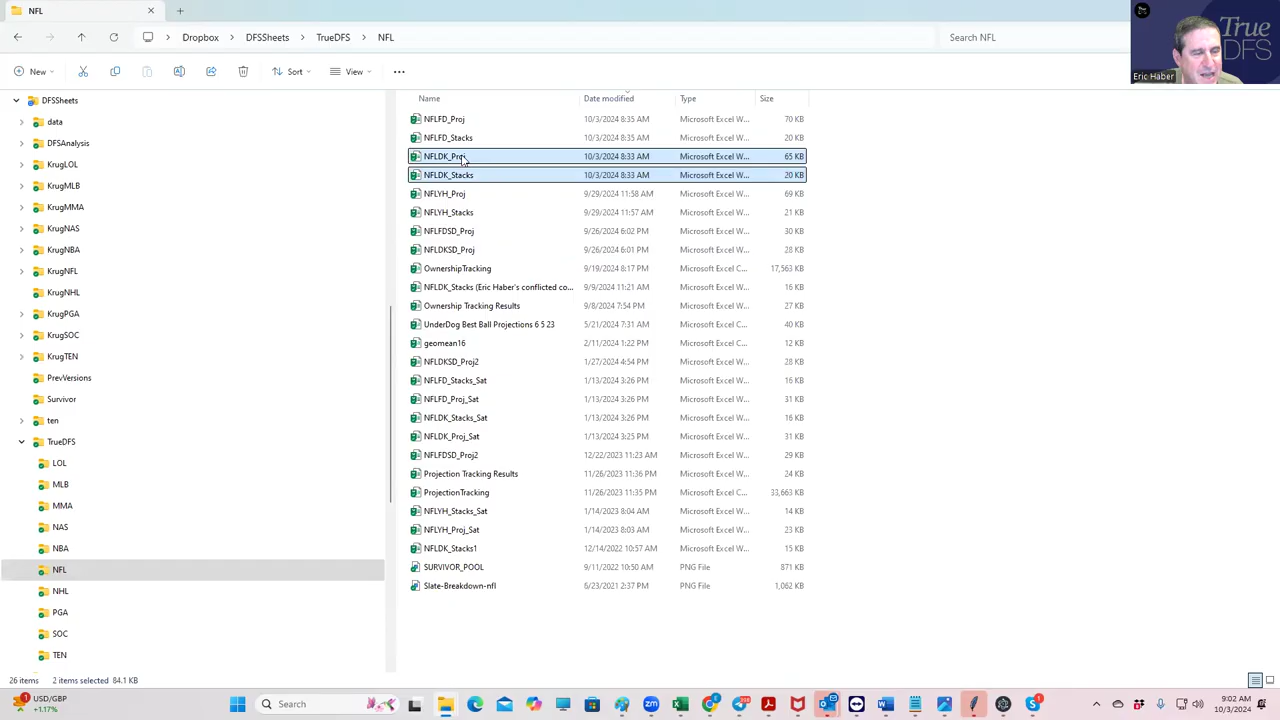 NFL
Dropbox > DFSSheets > TrueDFS > NFL
Search NFL
True
DFS
Eric Haber
New
Sort
View
Name Date modified Type Size
DFSSheets
data
DFSAnalysis
KrugLOL
KrugMLB
KrugMMA
KrugNAS
KrugNBA
KrugNFL
KrugNHL
KrugPGA
KrugSOC
KrugTEN
PrevVersions
Survivor
ten
TrueDFS
LOL
MLB
MMA
NAS
NBA
NFL
NHL
PGA
SOC
TEN
NFLFD_Proj 10/3/2024 8:35 AM Microsoft Excel W... 70 KB
NFLFD_Stacks 10/3/2024 8:35 AM Microsoft Excel W... 20 KB
NFLDK_Proj 10/3/2024 8:33 AM Microsoft Excel W... 65 KB
NFLDK_Stacks 10/3/2024 8:33 AM Microsoft Excel W... 20 KB
NFLYH_Proj 9/29/2024 11:58 AM Microsoft Excel W... 69 KB
NFLYH_Stacks 9/29/2024 11:57 AM Microsoft Excel W... 21 KB
NFLFDSD_Proj 9/26/2024 6:02 PM Microsoft Excel W... 30 KB
NFLDKSD_Proj 9/26/2024 6:01 PM Microsoft Excel W... 28 KB
OwnershipTracking 9/19/2024 8:17 PM Microsoft Excel C... 17,563 KB
NFLDK_Stacks (Eric Haber's conflicted co... 9/9/2024 11:21 AM Microsoft Excel W... 16 KB
Ownership Tracking Results 9/8/2024 7:54 PM Microsoft Excel W... 27 KB
UnderDog Best Ball Projections 6 5 23 5/21/2024 7:31 AM Microsoft Excel C... 40 KB
geomean16 2/11/2024 1:22 PM Microsoft Excel C... 12 KB
NFLDKSD_Proj2 1/27/2024 4:54 PM Microsoft Excel W... 28 KB
NFLFD_Stacks_Sat 1/13/2024 3:26 PM Microsoft Excel W... 16 KB
NFLFD_Proj_Sat 1/13/2024 3:26 PM Microsoft Excel W... 31 KB
NFLDK_Stacks_Sat 1/13/2024 3:26 PM Microsoft Excel W... 16 KB
NFLDK_Proj_Sat 1/13/2024 3:25 PM Microsoft Excel W... 31 KB
NFLFDSD_Proj2 12/22/2023 11:23 AM Microsoft Excel W... 29 KB
Projection Tracking Results 11/26/2023 11:36 PM Microsoft Excel W... 24 KB
ProjectionTracking 11/26/2023 11:35 PM Microsoft Excel C... 33,663 KB
NFLYH_Stacks_Sat 1/14/2023 8:04 AM Microsoft Excel W... 14 KB
NFLYH_Proj_Sat 1/14/2023 8:03 AM Microsoft Excel W... 23 KB
NFLDK_Stacks1 12/14/2022 10:57 AM Microsoft Excel W... 15 KB
SURVIVOR_POOL 9/11/2022 10:50 AM PNG File 871 KB
Slate-Breakdown-nfl 6/23/2021 2:37 PM PNG File 1,062 KB
26 items 2 items selected 84.1 KB
USD/GBP
+1.17%
Search
9:02 AM
10/3/2024